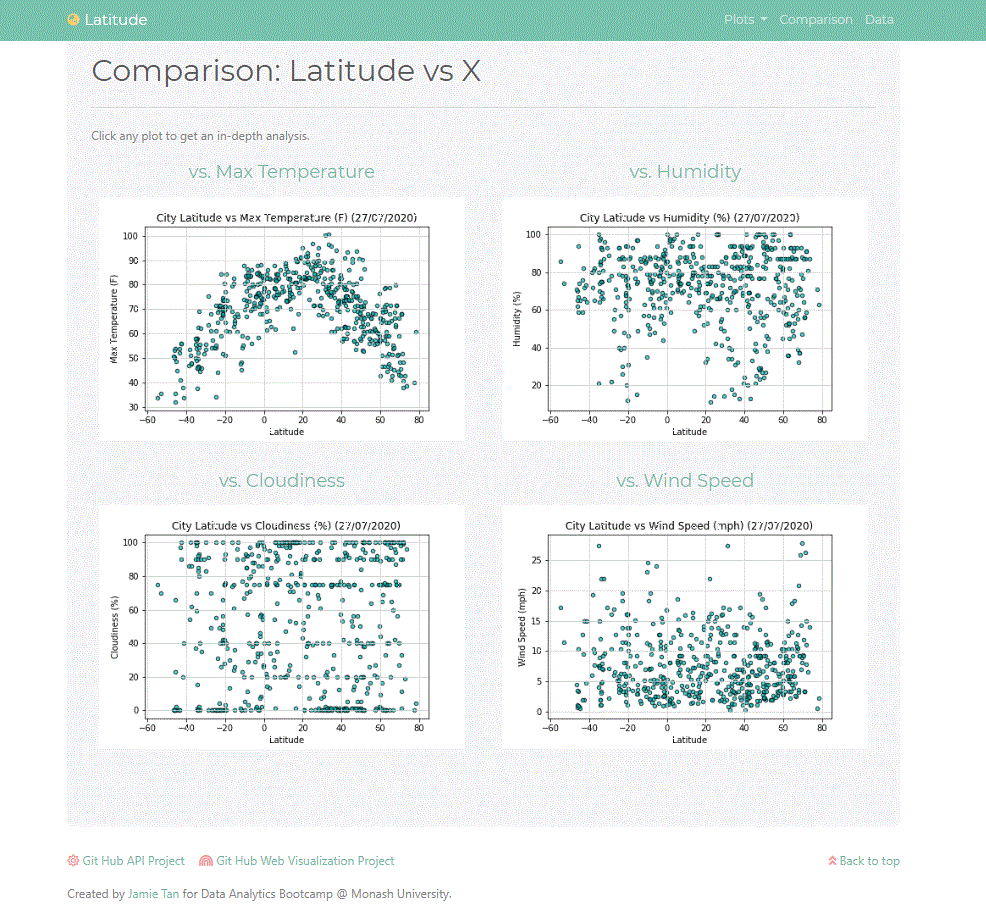 Latitude
Plots Comparison Data
Comparison: Latitude vs X
Click any plot to get an in-depth analysis.
vs. Max Temperature
City Latitude vs Max Temperature (F) (27/07/2020)
Max Temperature (F)
100
90
80
70
60
50
40
30
−60 −40 −20 0 20 40 60 80
Latitude
vs. Humidity
City Latitude vs Humidity (%) (27/07/2020)
Humidity (%)
100
80
60
40
20
−60 −40 −20 0 20 40 60 80
Latitude
vs. Cloudiness
City Latitude vs Cloudiness (%) (27/07/2020)
Cloudiness (%)
100
80
60
40
20
0
−60 −40 −20 0 20 40 60 80
Latitude
vs. Wind Speed
City Latitude vs Wind Speed (mph) (27/07/2020)
Wind Speed (mph)
25
20
15
10
5
0
−60 −40 −20 0 20 40 60 80
Latitude
Git Hub API Project Git Hub Web Visualization Project Back to top
Created by Jamie Tan for Data Analytics Bootcamp @ Monash University.